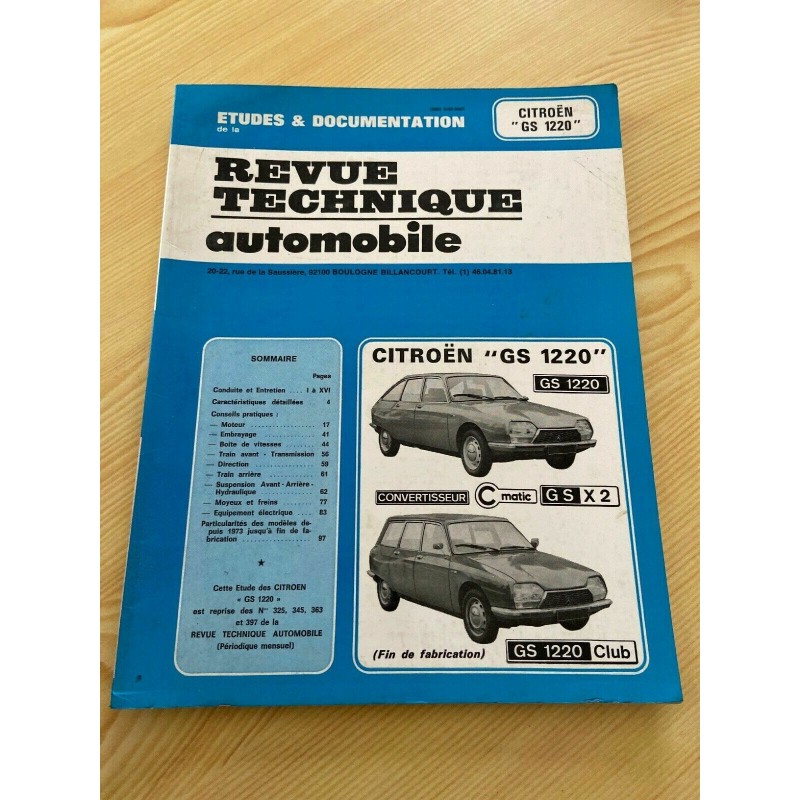 ETUDES & DOCUMENTATION
de la
CITROËN
"GS 1220"
REVUE
TECHNIQUE
automobile
20-22, rue de la Saussière, 92100 BOULOGNE BILLANCOURT. Tél. (1) 46.04.81.13
SOMMAIRE
Pages
Conduite et Entretien .... I à XVI
Caractéristiques détaillées 4
Conseils pratiques :
— Moteur .................. 17
— Embrayage ............. 41
— Boîte de vitesses ........ 44
— Train avant - Transmission 56
— Direction ............... 59
— Train arrière ............ 61
— Suspension Avant - Arrière -
Hydraulique ............. 62
— Moyeux et freins ........ 77
— Equipement électrique .... 83
Particularités des modèles de-
puis 1973 jusqu'à fin de fa-
brication ................... 97
★
Cette Etude des CITROEN
« GS 1220 »
est reprise des Nos 325, 345, 363
et 397 de la
REVUE TECHNIQUE AUTOMOBILE
(Périodique mensuel)
CITROËN "GS 1220"
GS 1220
CONVERTISSEUR C matic GS X2
(Fin de fabrication)
GS 1220 Club